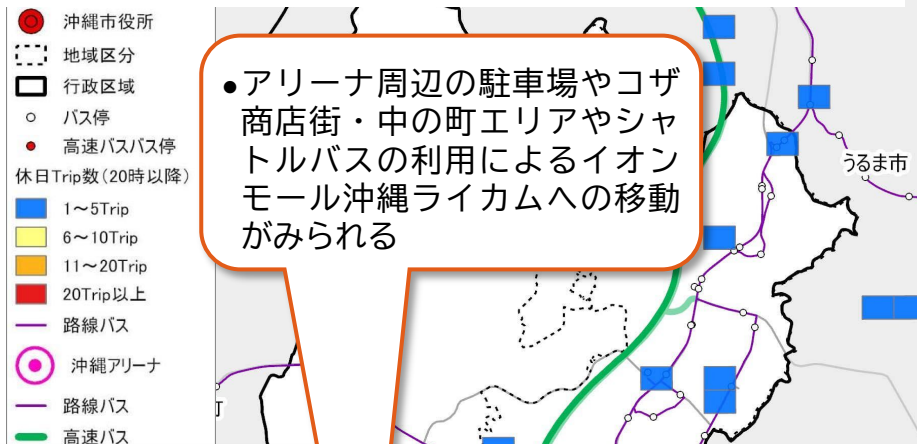 沖縄市役所
地域区分
行政区域
バス停
高速バスバス停
休日Trip数(20時以降)
1～5Trip
6～10Trip
11～20Trip
20Trip以上
路線バス
沖縄アリーナ
路線バス
高速バス
●アリーナ周辺の駐車場やコザ
商店街・中の町エリアやシャ
トルバスの利用によるイオン
モール沖縄ライカムへの移動
がみられる
うるま市
町